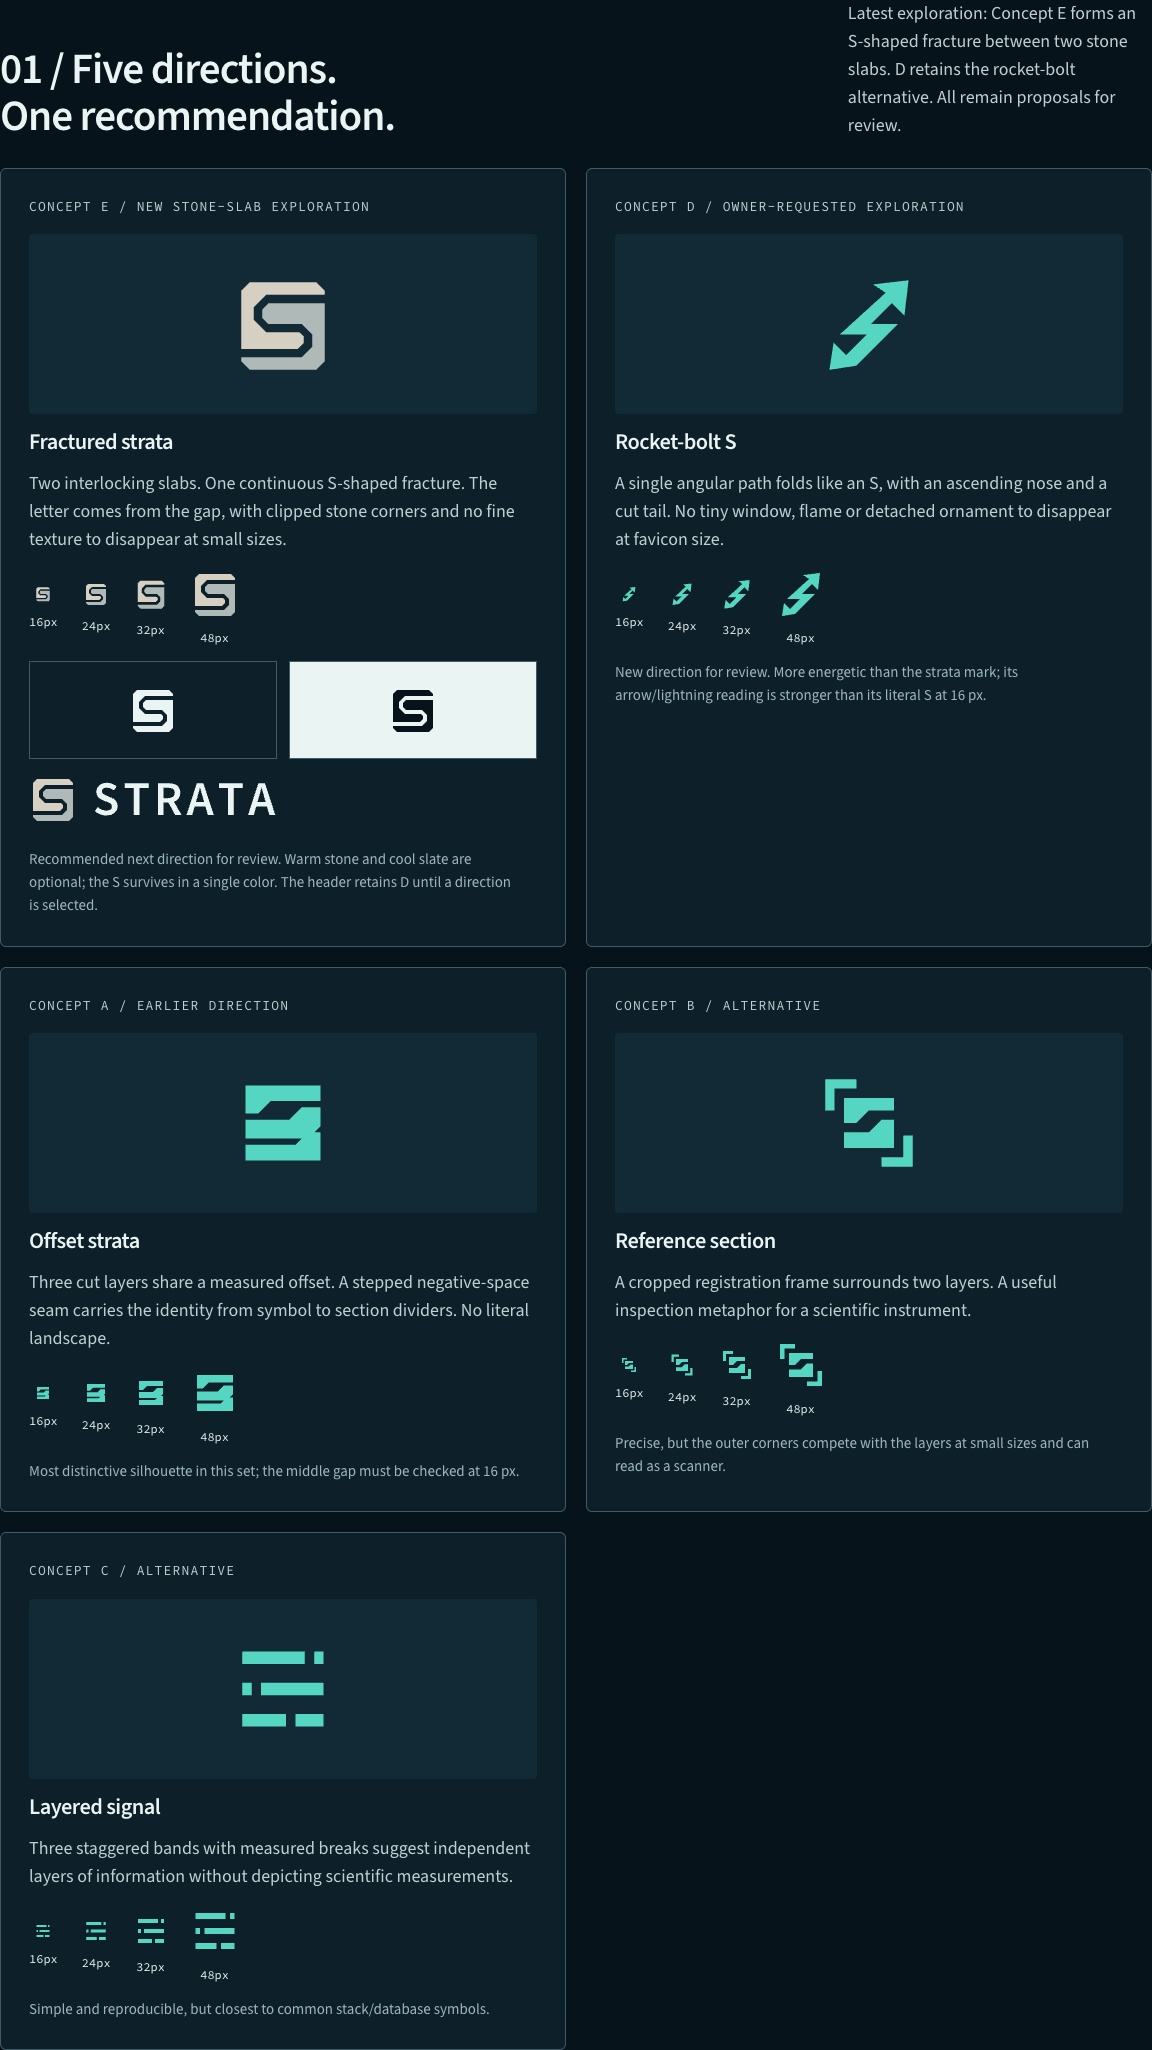 Latest exploration: Concept E forms an
S-shaped fracture between two stone
slabs. D retains the rocket-bolt
alternative. All remain proposals for
review.
01 / Five directions.
One recommendation.
CONCEPT E / NEW STONE-SLAB EXPLORATION
Fractured strata
Two interlocking slabs. One continuous S-shaped fracture. The
letter comes from the gap, with clipped stone corners and no fine
texture to disappear at small sizes.
16px 24px 32px 48px
STRATA
Recommended next direction for review. Warm stone and cool slate are
optional; the S survives in a single color. The header retains D until a direction
is selected.
CONCEPT D / OWNER-REQUESTED EXPLORATION
Rocket-bolt S
A single angular path folds like an S, with an ascending nose and a
cut tail. No tiny window, flame or detached ornament to disappear
at favicon size.
16px 24px 32px 48px
New direction for review. More energetic than the strata mark; its
arrow/lightning reading is stronger than its literal S at 16 px.
CONCEPT A / EARLIER DIRECTION
Offset strata
Three cut layers share a measured offset. A stepped negative-space
seam carries the identity from symbol to section dividers. No literal
landscape.
16px 24px 32px 48px
Most distinctive silhouette in this set; the middle gap must be checked at 16 px.
CONCEPT B / ALTERNATIVE
Reference section
A cropped registration frame surrounds two layers. A useful
inspection metaphor for a scientific instrument.
16px 24px 32px 48px
Precise, but the outer corners compete with the layers at small sizes and can
read as a scanner.
CONCEPT C / ALTERNATIVE
Layered signal
Three staggered bands with measured breaks suggest independent
layers of information without depicting scientific measurements.
16px 24px 32px 48px
Simple and reproducible, but closest to common stack/database symbols.